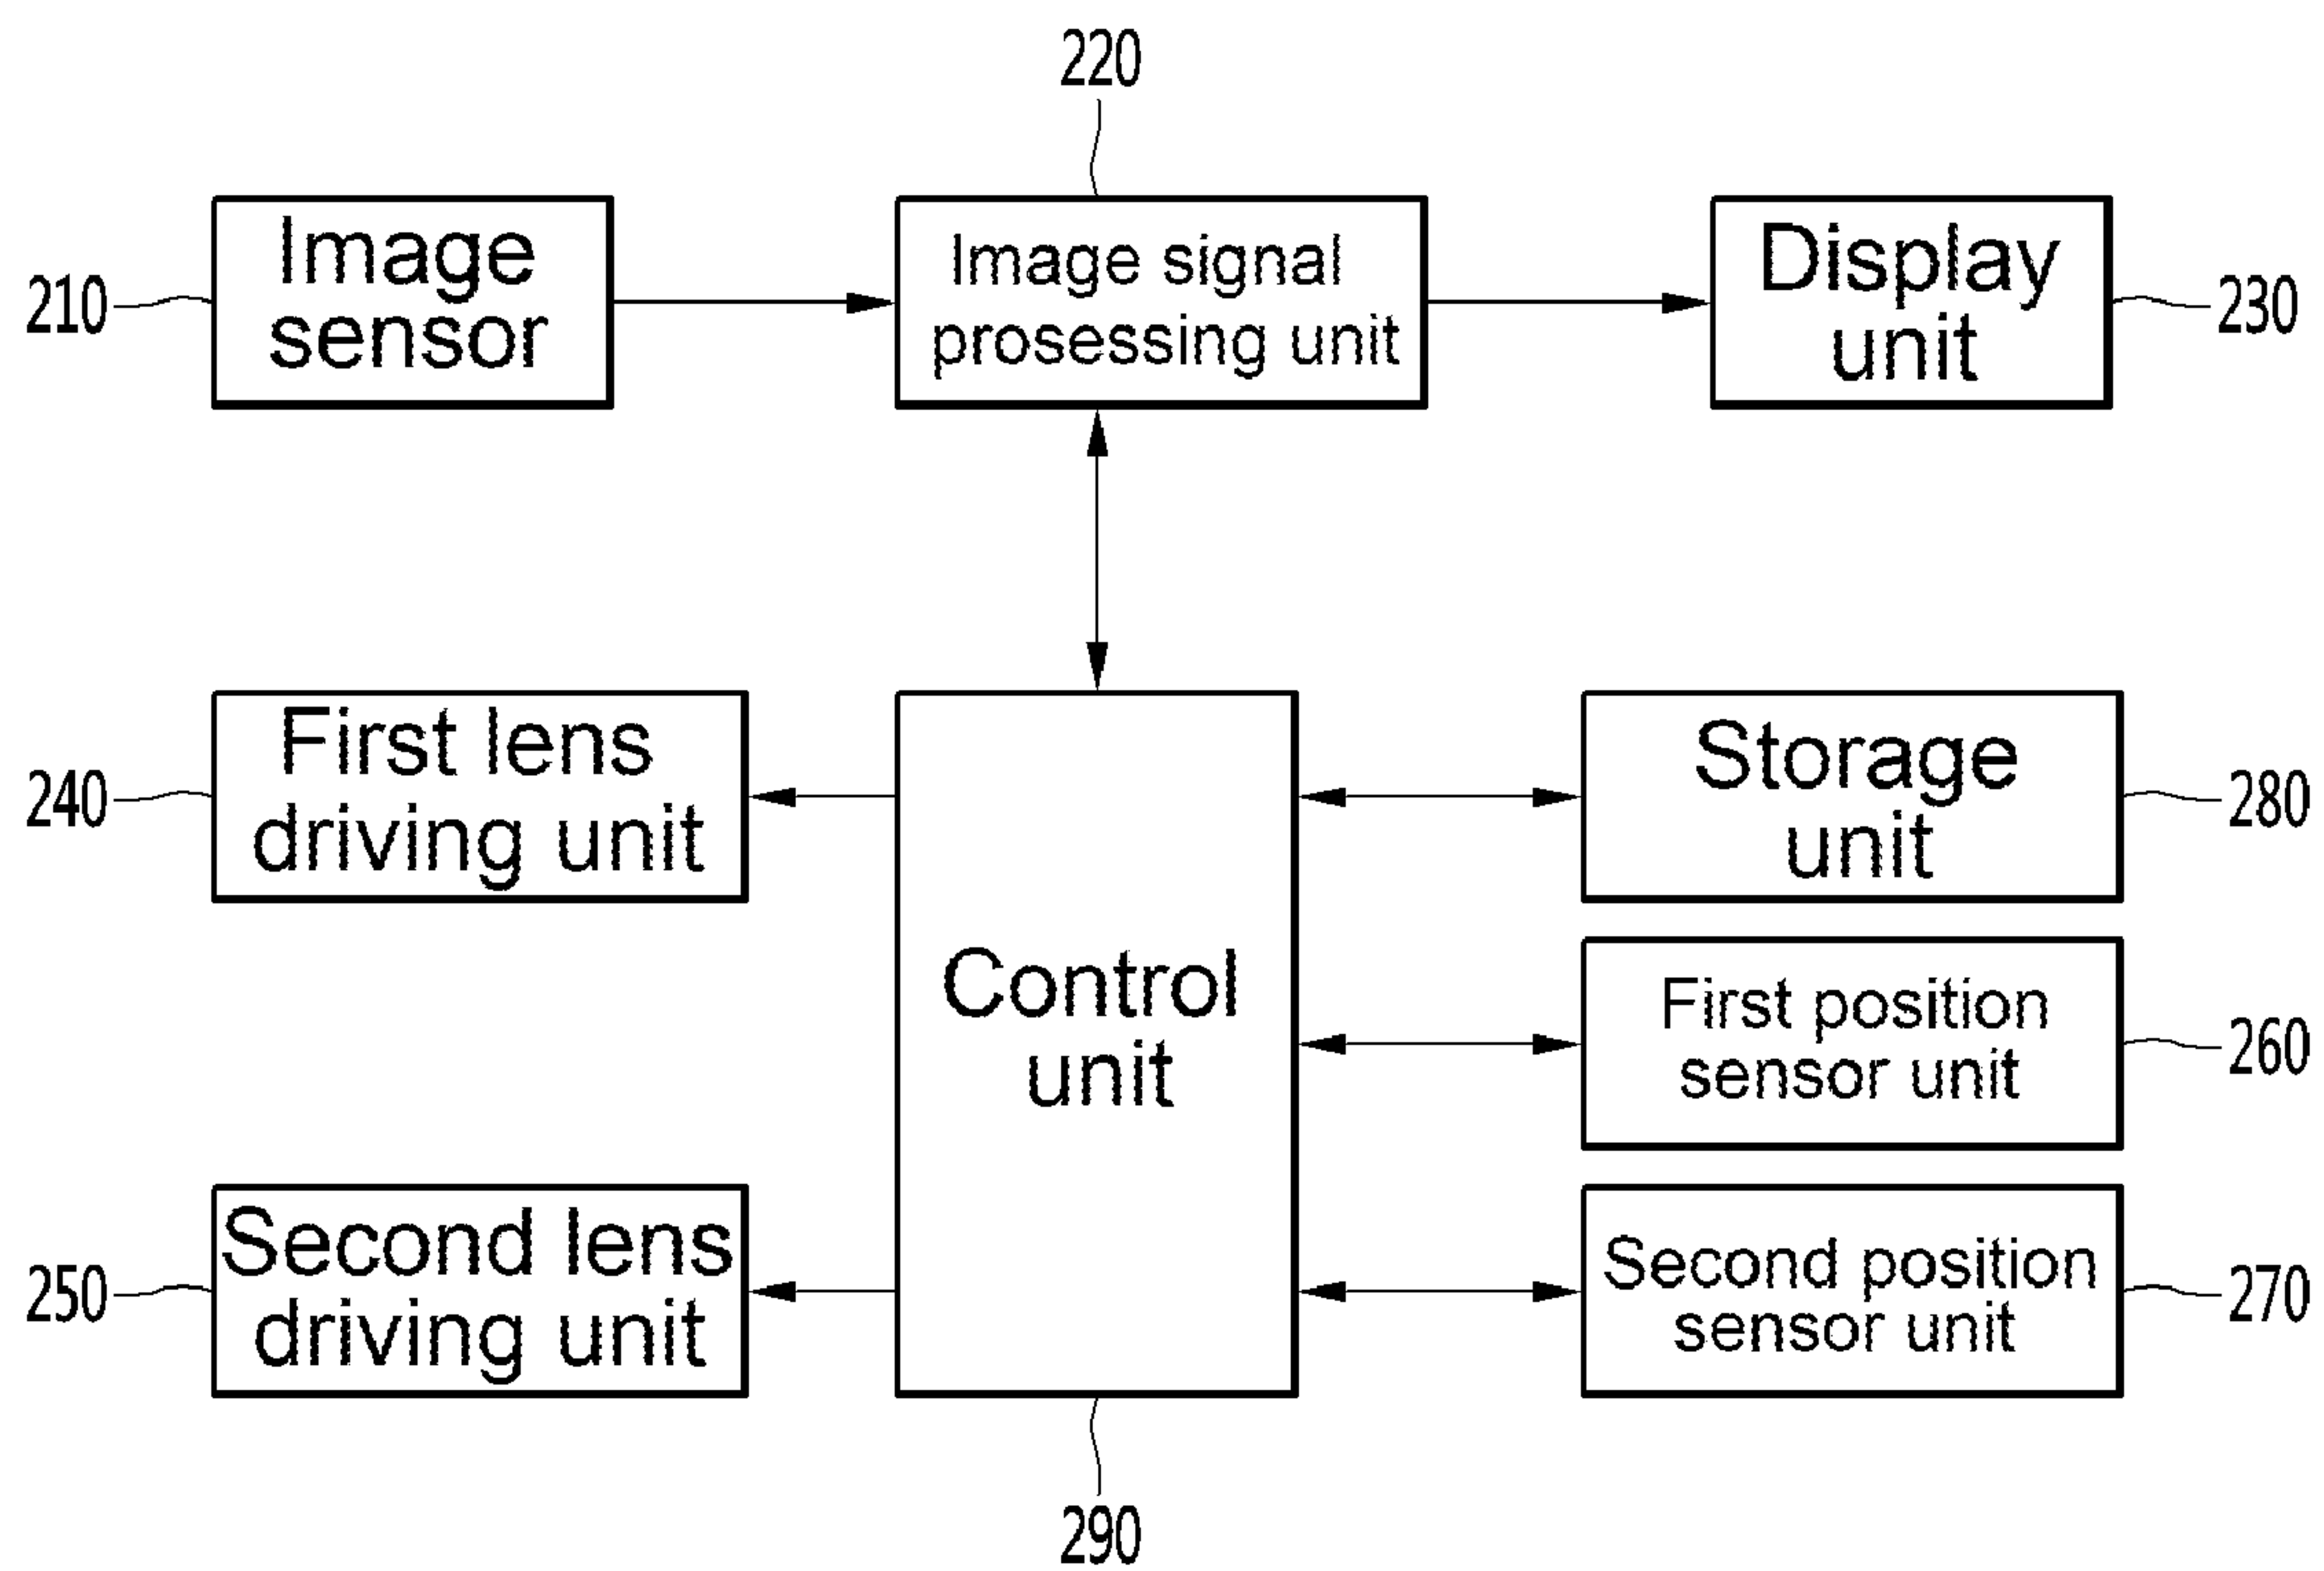 220
Image
sensor
Image signal
prosessing unit
Display
unit
210
230
First lens
driving unit
Storage
unit
240
280
Control
unit
First position
sensor unit
260
Second lens
driving unit
Second position
sensor unit
250
270
290